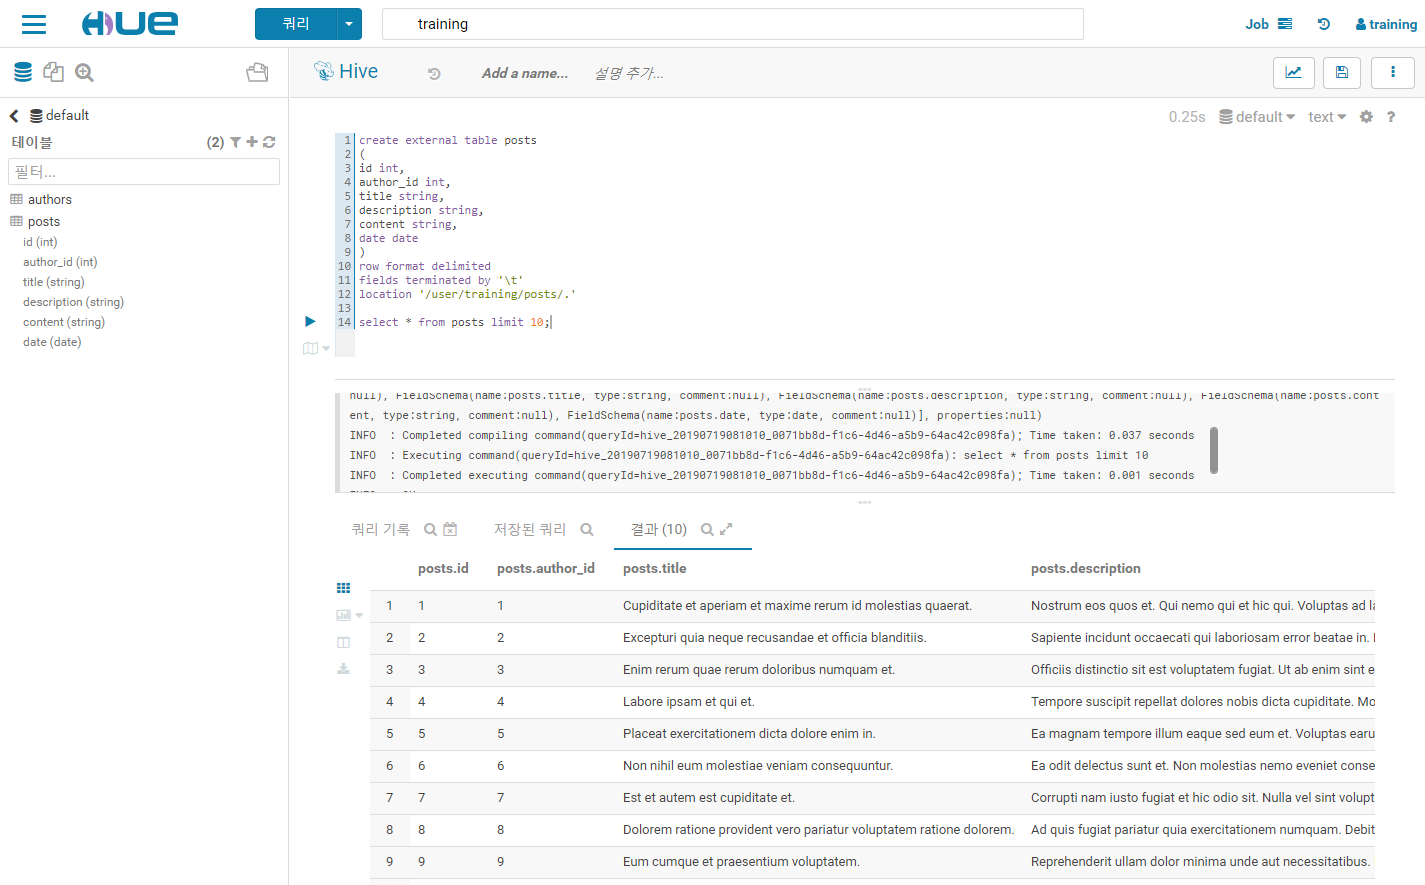 HUE
쿼리
training
Job
training
Hive
Add a name...
설명 추가...
default
테이블
(2)
필터...
authors
posts
id (int)
author_id (int)
title (string)
description (string)
content (string)
date (date)
0.25s
default
text
?
1 create external table posts
2 (
3 id int,
4 author_id int,
5 title string,
6 description string,
7 content string,
8 date date
9 )
10 row format delimited
11 fields terminated by '\t'
12 location '/user/training/posts/.'
13
14 select * from posts limit 10;
null), FieldSchema(name:posts.title, type:string, comment:null), FieldSchema(name:posts.description, type:string, comment:null), FieldSchema(name:posts.cont
ent, type:string, comment:null), FieldSchema(name:posts.date, type:date, comment:null)], properties:null)
INFO : Completed compiling command(queryId=hive_20190719081010_0071bb8d-f1c6-4d46-a5b9-64ac42c098fa); Time taken: 0.037 seconds
INFO : Executing command(queryId=hive_20190719081010_0071bb8d-f1c6-4d46-a5b9-64ac42c098fa): select * from posts limit 10
INFO : Completed executing command(queryId=hive_20190719081010_0071bb8d-f1c6-4d46-a5b9-64ac42c098fa); Time taken: 0.001 seconds
쿼리 기록
저장된 쿼리
결과 (10)
posts.id posts.author_id posts.title posts.description
1 1 1 Cupiditate et aperiam et maxime rerum id molestias quaerat. Nostrum eos quos et. Qui nemo qui et hic qui. Voluptas ad
2 2 2 Excepturi quia neque recusandae et officia blanditiis. Sapiente incidunt occaecati qui laboriosam error beatae in.
3 3 3 Enim rerum quae rerum doloribus numquam et. Officiis distinctio sit est voluptatem fugiat. Ut ab enim sint e
4 4 4 Labore ipsam et qui et. Tempore suscipit repellat dolores nobis dicta cupiditate. Mo
5 5 5 Placeat exercitationem dicta dolore enim in. Ea magnam tempore illum eaque sed eum et. Voluptas earu
6 6 6 Non nihil eum molestiae veniam consequuntur. Ea odit delectus sunt et. Non molestias nemo eveniet conse
7 7 7 Est et autem est cupiditate et. Corrupti nam iusto fugiat et hic odio sit. Nulla vel sint volupt
8 8 8 Dolorem ratione provident vero pariatur voluptatem ratione dolorem. Ad quis fugiat pariatur quia exercitationem numquam. Debit
9 9 9 Eum cumque et praesentium voluptatem. Reprehenderit ullam dolor minima unde aut necessitatibus.